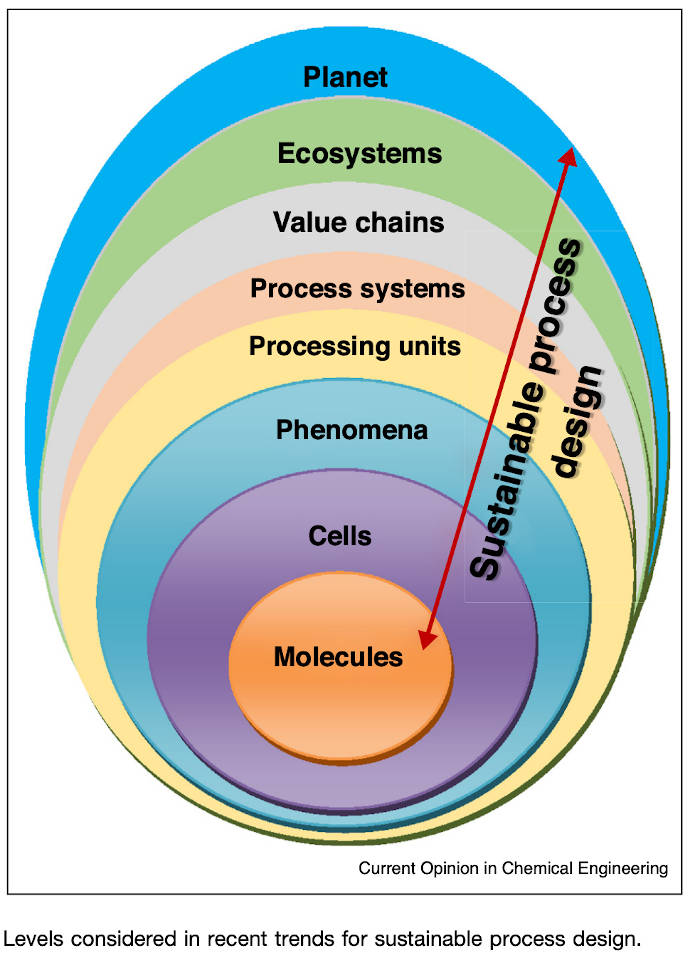 Planet
Ecosystems
Value chains
Process systems
Processing units
Phenomena
Cells
Molecules
Sustainable process
design
Current Opinion in Chemical Engineering
Levels considered in recent trends for sustainable process design.